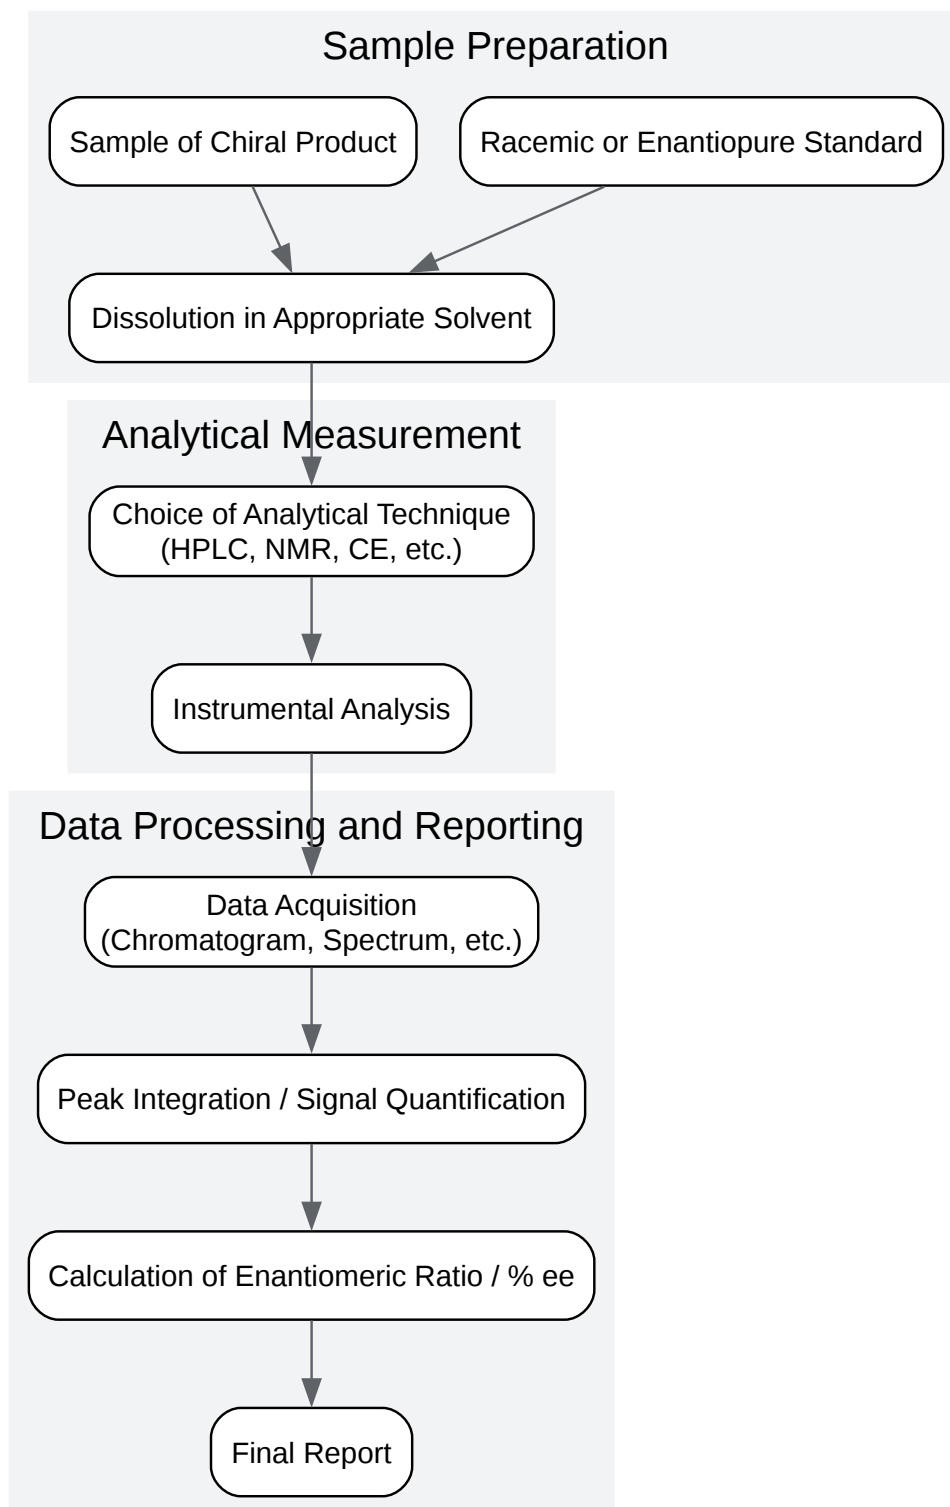 Sample Preparation
Sample of Chiral Product
Racemic or Enantiopure Standard
Dissolution in Appropriate Solvent
Analytical Measurement
Choice of Analytical Technique
(HPLC, NMR, CE, etc.)
Instrumental Analysis
Data Processing and Reporting
Data Acquisition
(Chromatogram, Spectrum, etc.)
Peak Integration / Signal Quantification
Calculation of Enantiomeric Ratio / % ee
Final Report